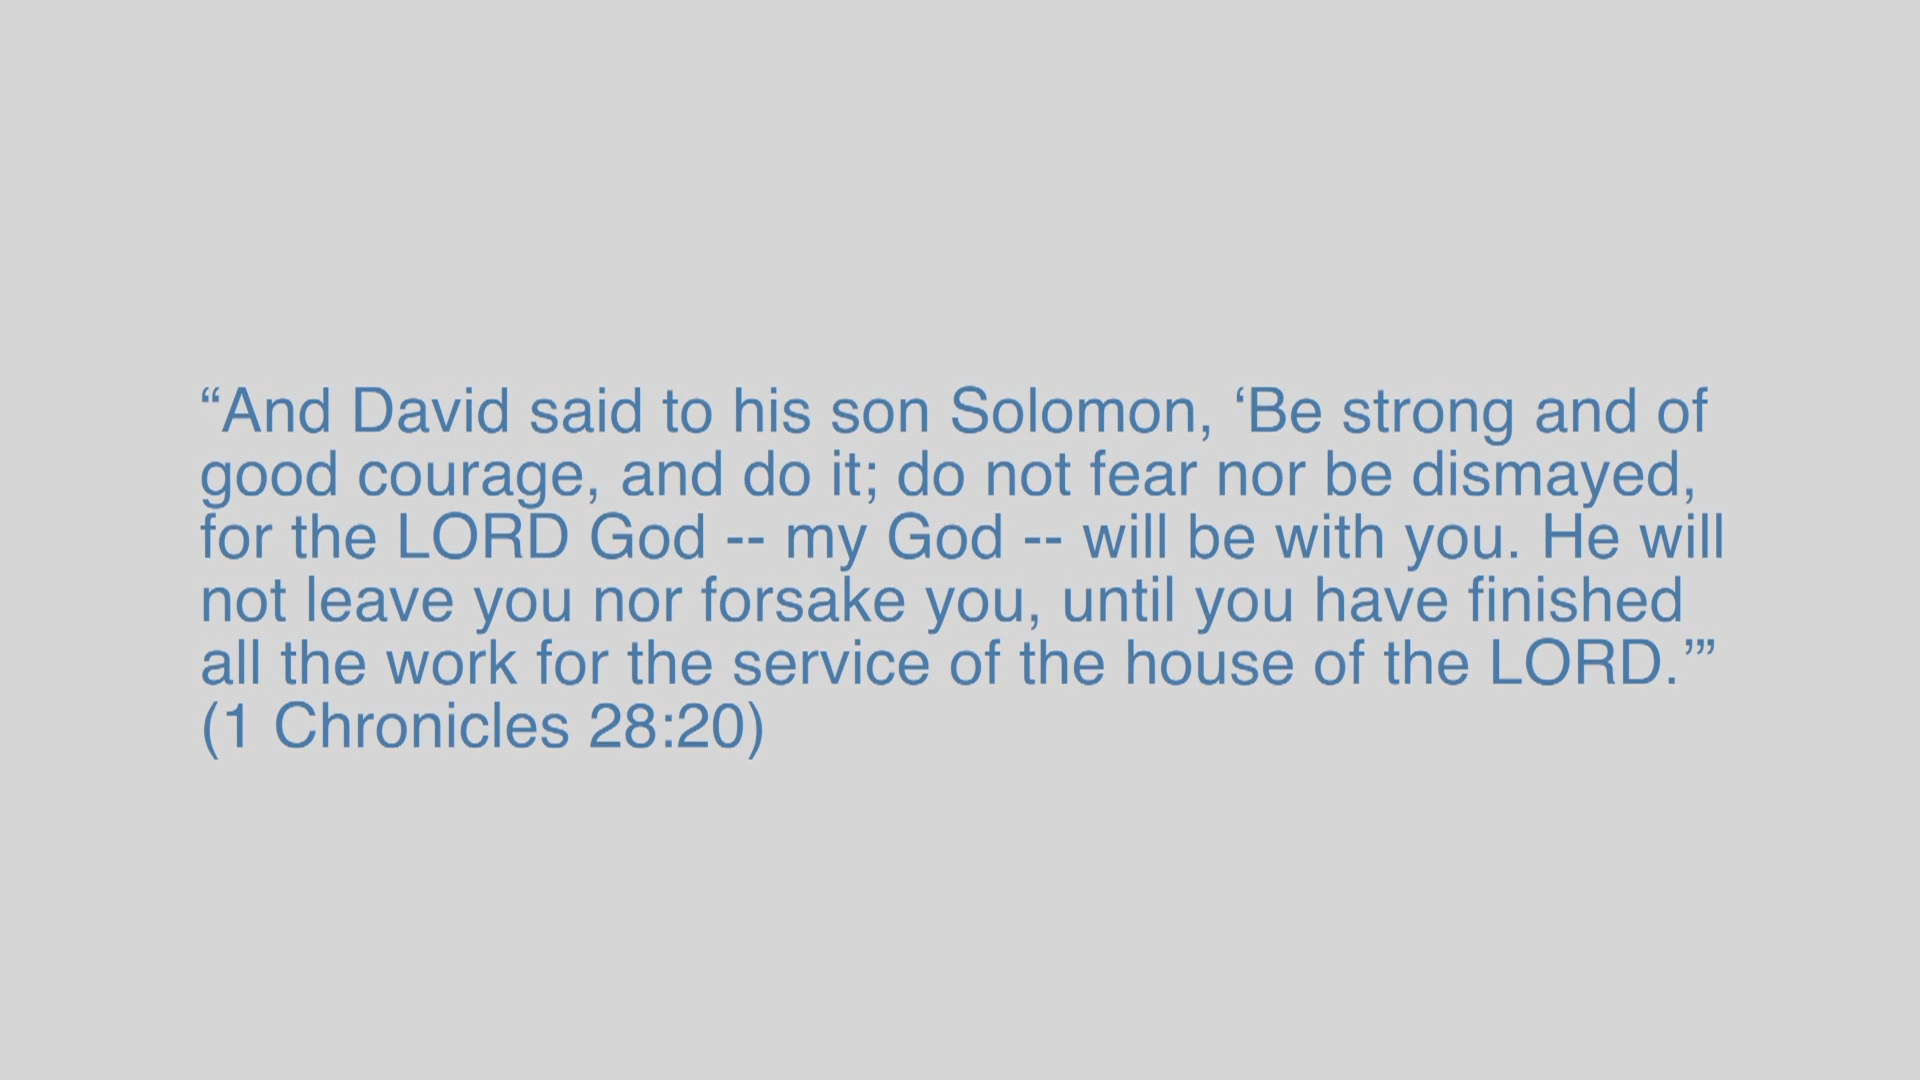 “And David said to his son Solomon, ‘Be strong and of
good courage, and do it; do not fear nor be dismayed,
for the LORD God -- my God -- will be with you. He will
not leave you nor forsake you, until you have finished
all the work for the service of the house of the LORD.’”
(1 Chronicles 28:20)